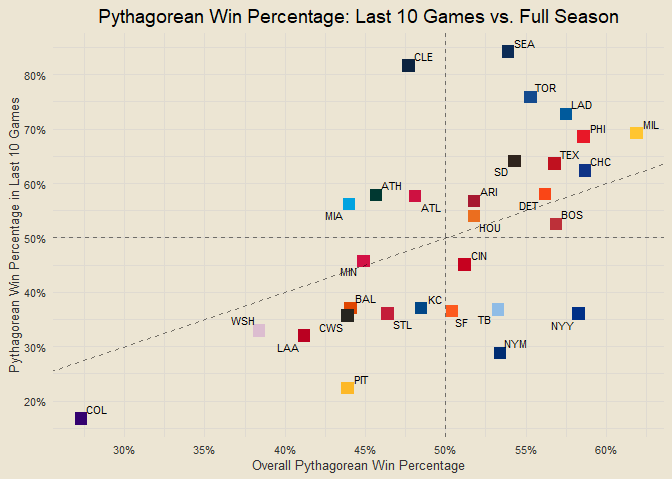 Pythagorean Win Percentage: Last 10 Games vs. Full Season
Pythagorean Win Percentage in Last 10 Games
80%
70%
60%
50%
40%
30%
20%
SEA
CLE
TOR
LAD
MIL
PHI
TEX
CHC
SD
ATH
ARI
MIA
ATL
DET
BOS
HOU
CIN
MIN
BAL
KC
WSH
CWS
STL
SF
TB
NYY
LAA
NYM
PIT
COL
30%
35%
40%
45%
50%
55%
60%
Overall Pythagorean Win Percentage